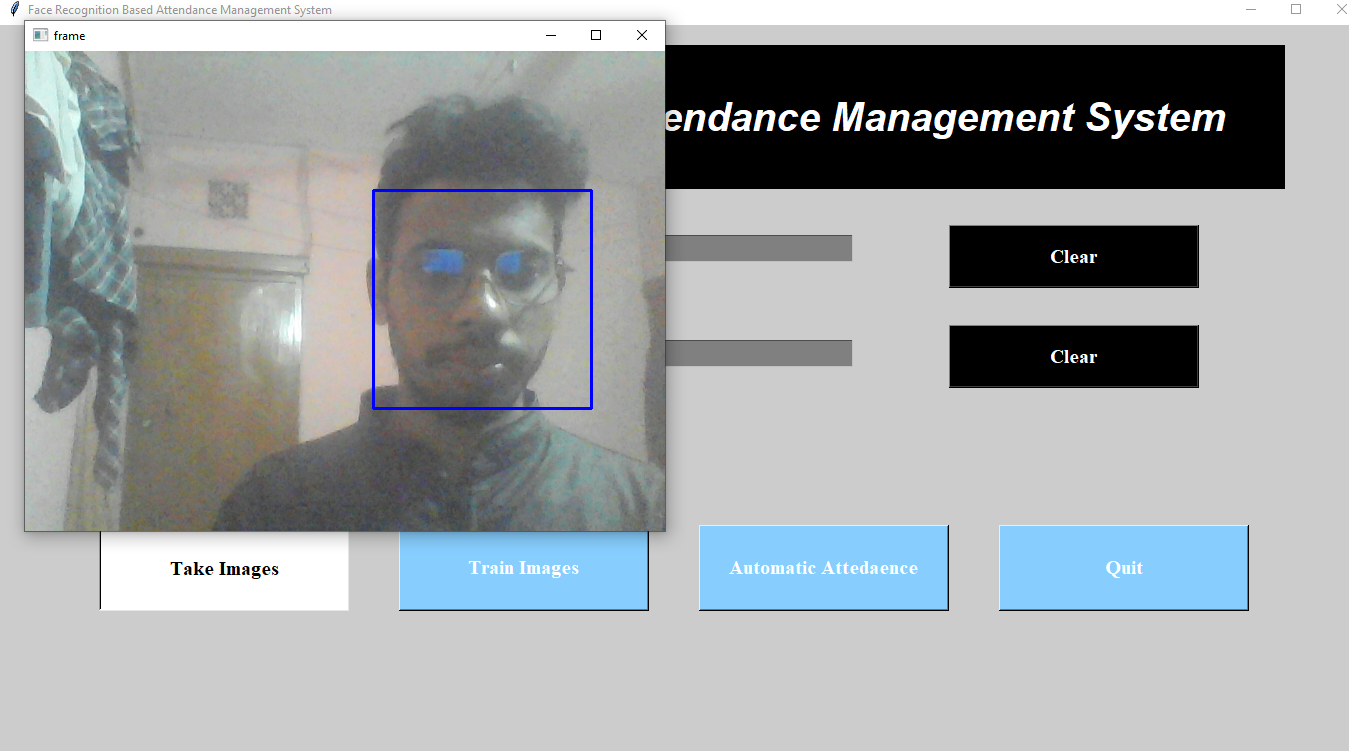 Face Recognition Based Attendance Management System
frame
endance Management System
Clear
Clear
Take Images
Train Images
Automatic Attedaence
Quit